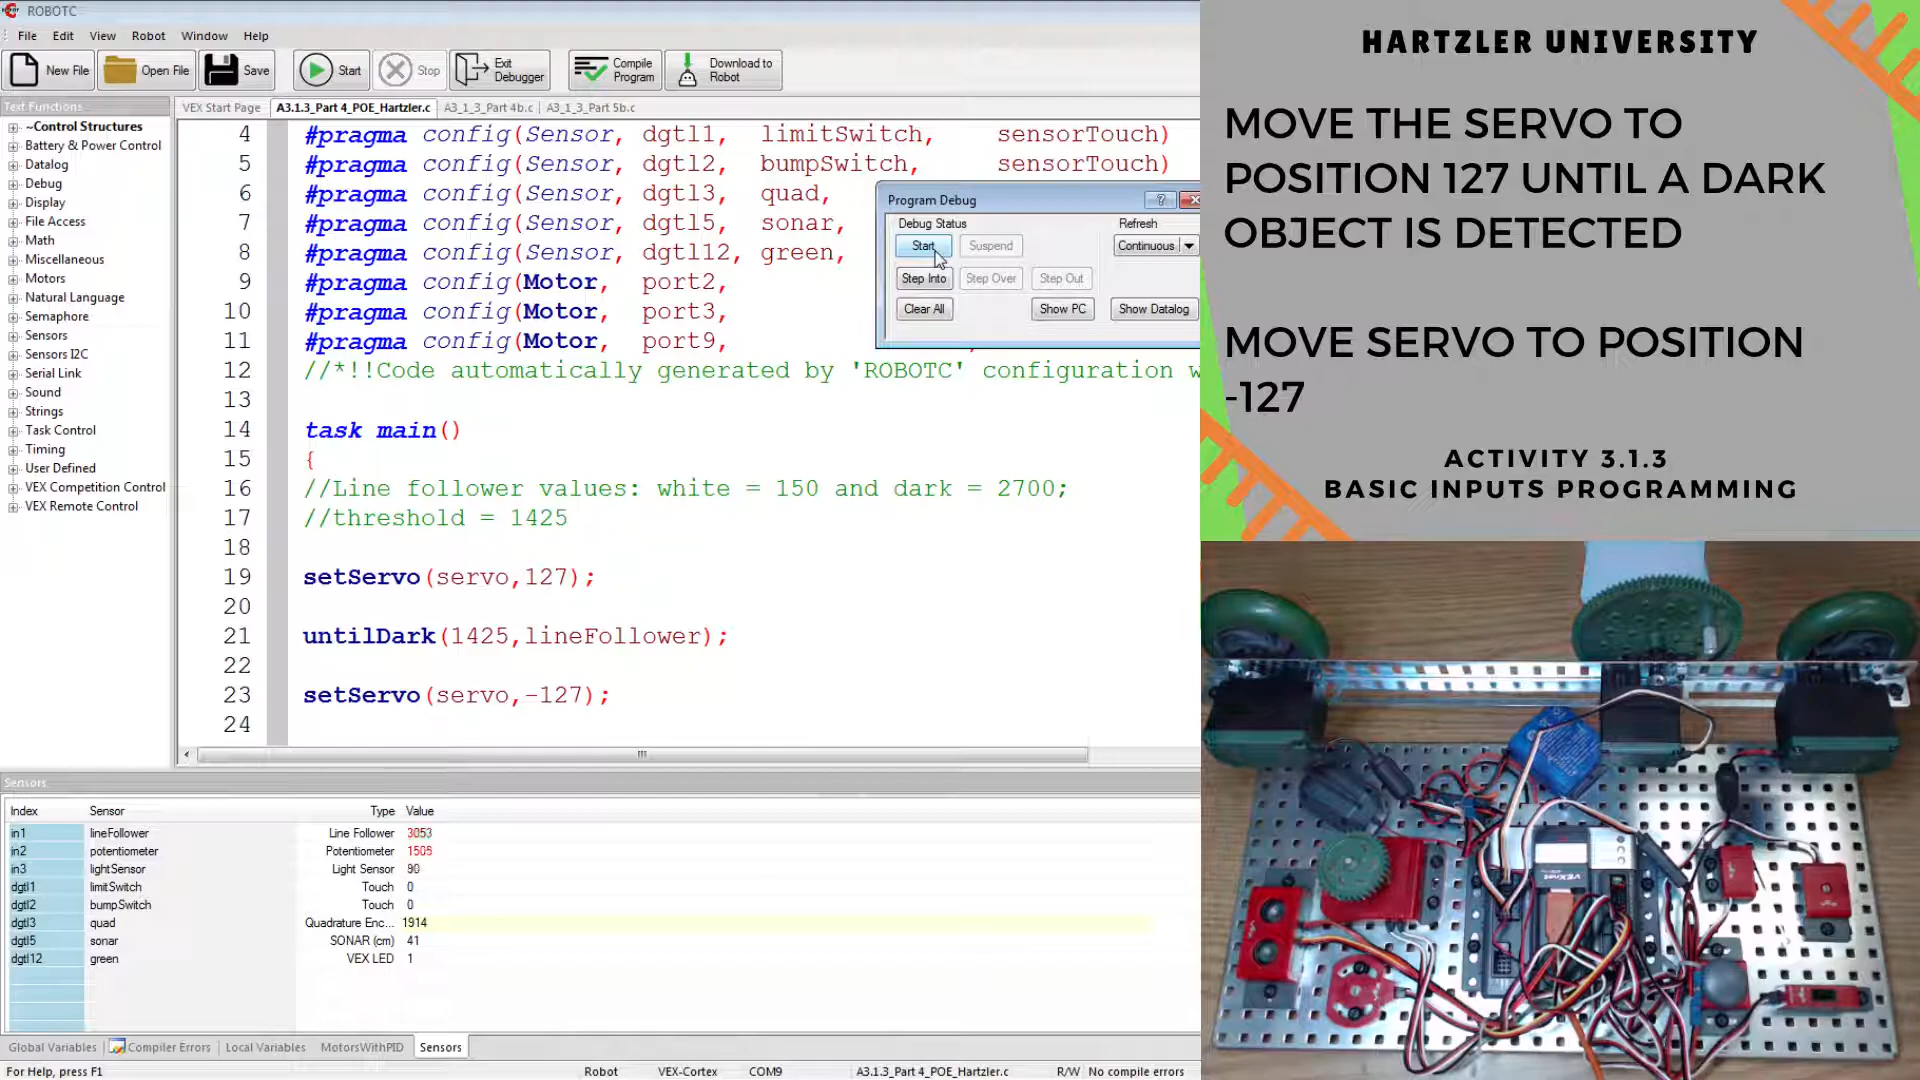 ROBOTC
File Edit View Robot Window Help
New File Open File Save Start Stop Exit Debugger Compile Program Download to Robot
Text Functions
~Control Structures
Battery & Power Control
Datalog
Debug
Display
File Access
Math
Miscellaneous
Motors
Natural Language
Semaphore
Sensors
Sensors I2C
Serial Link
Sound
Strings
Task Control
Timing
User Defined
VEX Competition Control
VEX Remote Control
VEX Start Page A3.1.3_Part 4_POE_Hartzler.c A3_1_3_Part 4b.c A3_1_3_Part 5b.c
4 #pragma config(Sensor, dgtl1, limitSwitch, sensorTouch)
5 #pragma config(Sensor, dgtl2, bumpSwitch, sensorTouch)
6 #pragma config(Sensor, dgtl3, quad,
7 #pragma config(Sensor, dgtl5, sonar,
8 #pragma config(Sensor, dgtl12, green,
9 #pragma config(Motor, port2,
10 #pragma config(Motor, port3,
11 #pragma config(Motor, port9,
12 //*!!Code automatically generated by 'ROBOTC' configuration w
13
14 task main()
15 {
16 //Line follower values: white = 150 and dark = 2700;
17 //threshold = 1425
18
19 setServo(servo,127);
20
21 untilDark(1425,lineFollower);
22
23 setServo(servo,-127);
24
Program Debug
Debug Status Refresh
Start Suspend Continuous
Step Into Step Over Step Out
Clear All Show PC Show Datalog
Sensors
Index Sensor Type Value
in1 lineFollower Line Follower 3053
in2 potentiometer Potentiometer 1505
in3 lightSensor Light Sensor 90
dgtl1 limitSwitch Touch 0
dgtl2 bumpSwitch Touch 0
dgtl3 quad Quadrature Enc... 1914
dgtl5 sonar SONAR (cm) 41
dgtl12 green VEX LED 1
Global Variables Compiler Errors Local Variables MotorsWithPID Sensors
For Help, press F1 Robot VEX-Cortex COM9 A3.1.3_Part 4_POE_Hartzler.c R/W No compile errors
HARTZLER UNIVERSITY
MOVE THE SERVO TO
POSITION 127 UNTIL A DARK
OBJECT IS DETECTED
MOVE SERVO TO POSITION
-127
ACTIVITY 3.1.3
BASIC INPUTS PROGRAMMING